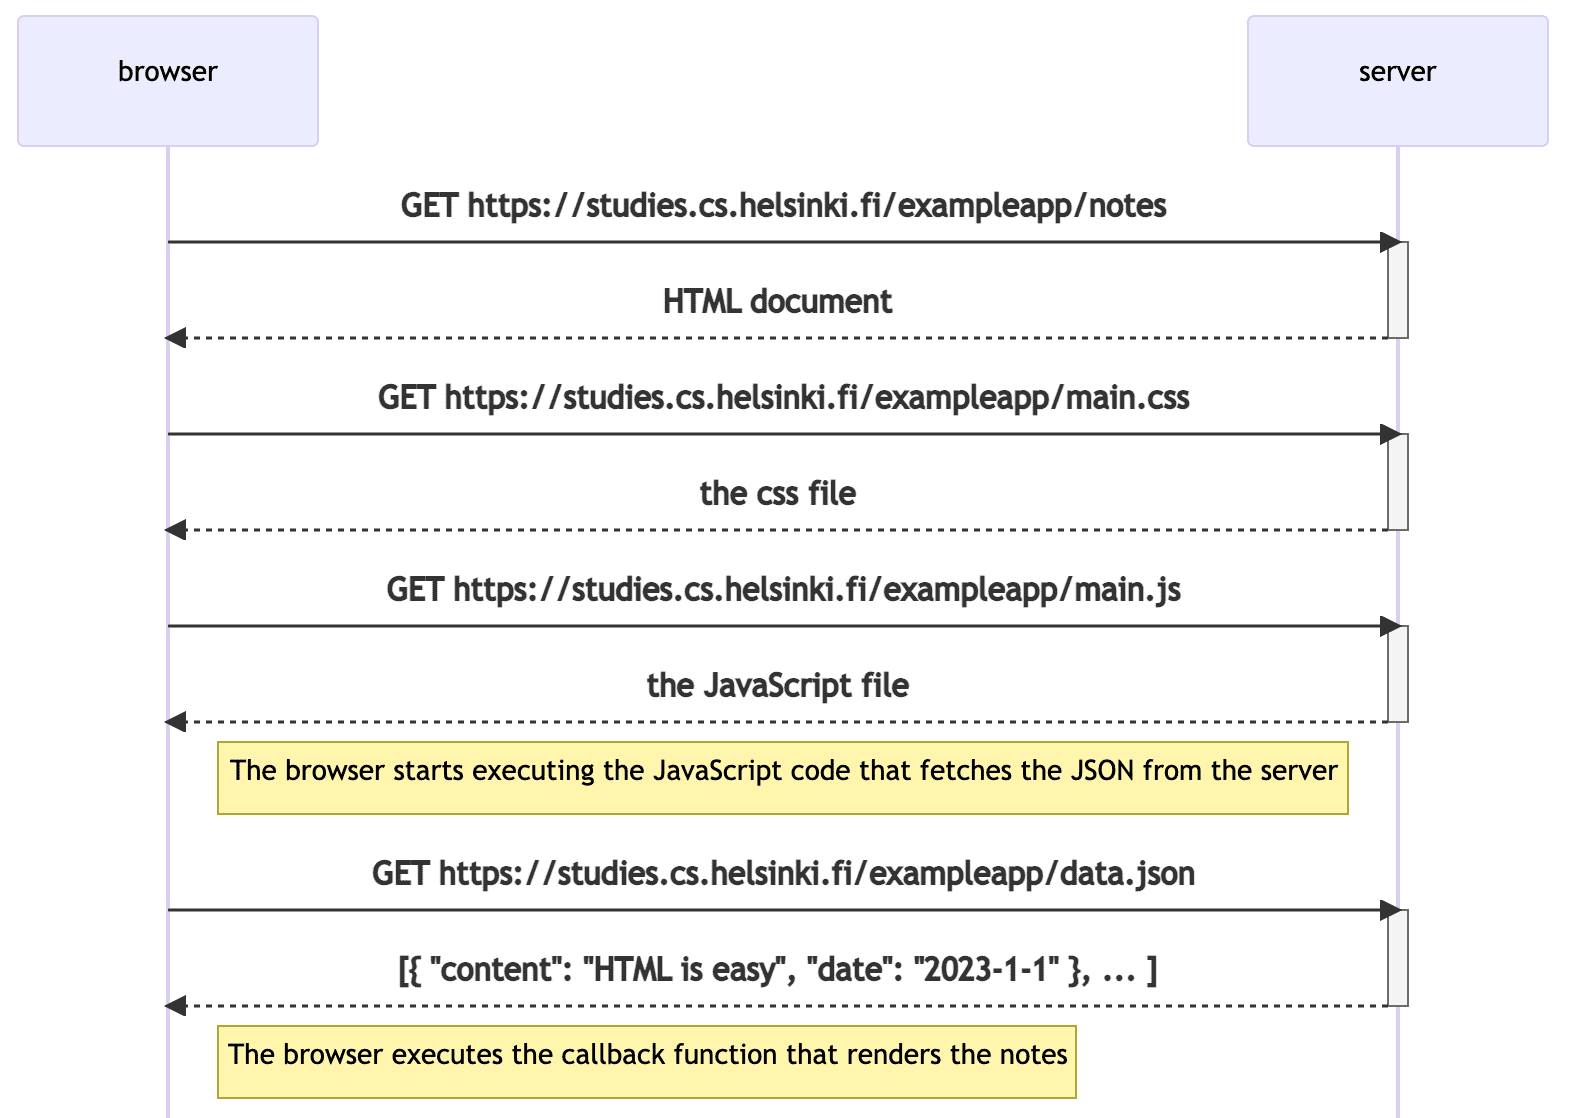 browser
server
GET https://studies.cs.helsinki.fi/exampleapp/notes
HTML document
GET https://studies.cs.helsinki.fi/exampleapp/main.css
the css file
GET https://studies.cs.helsinki.fi/exampleapp/main.js
the JavaScript file
The browser starts executing the JavaScript code that fetches the JSON from the server
GET https://studies.cs.helsinki.fi/exampleapp/data.json
[{ "content": "HTML is easy", "date": "2023-1-1" }, ... ]
The browser executes the callback function that renders the notes